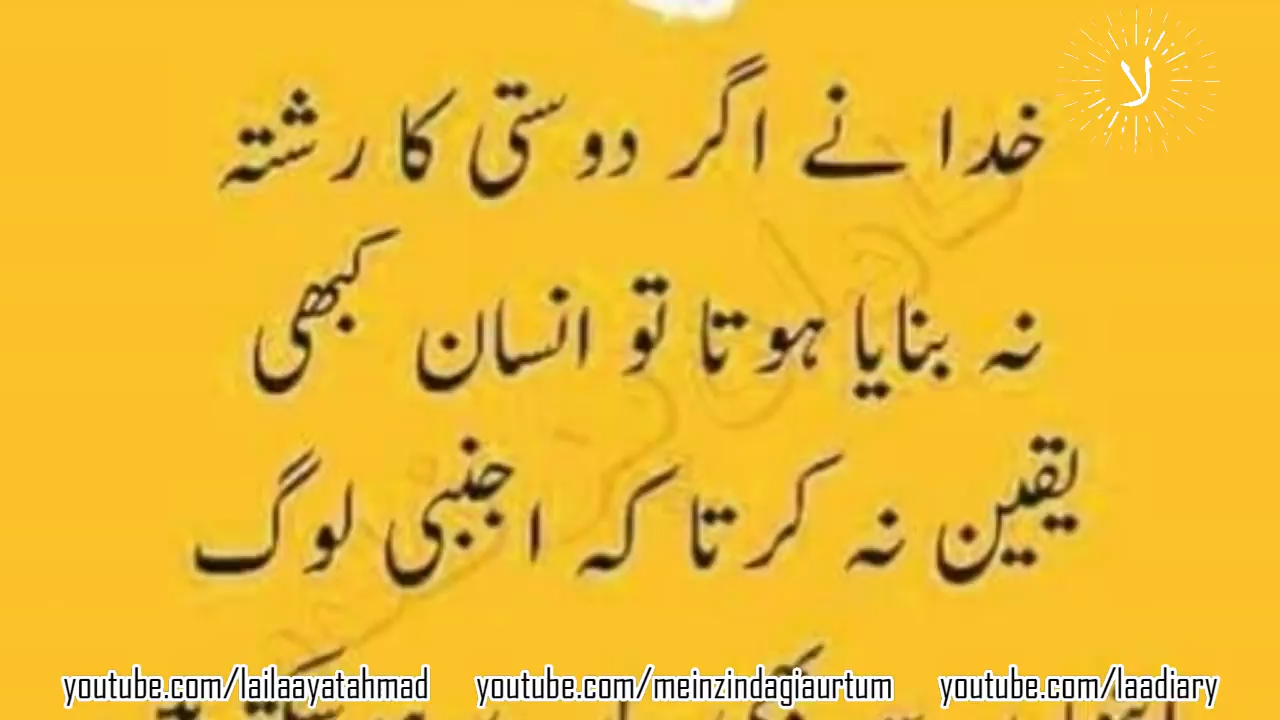 لا
خدا نے اگر دوستی کا رشتہ
نہ بنایا ہوتا تو انسان کبھی
یقین نہ کرتا کہ اجنبی لوگ
youtube.com/lailaayatahmad youtube.com/meinzindagiaurtum youtube.com/laadiary